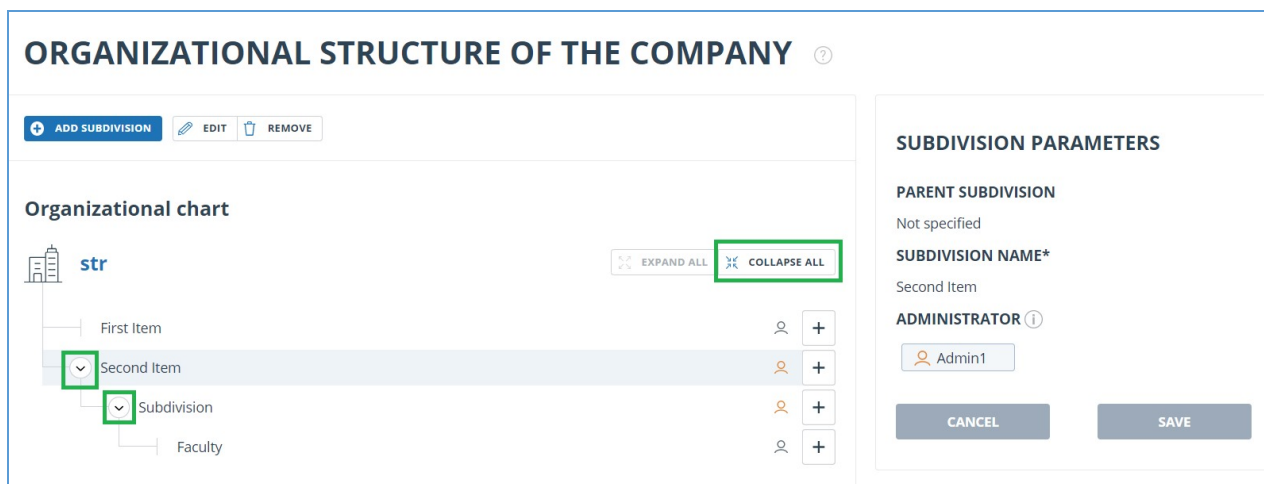 ORGANIZATIONAL STRUCTURE OF THE COMPANY ?
ADD SUBDIVISION EDIT REMOVE
Organizational chart
str EXPAND ALL COLLAPSE ALL
First Item
Second Item
Subdivision
Faculty
SUBDIVISION PARAMETERS
PARENT SUBDIVISION
Not specified
SUBDIVISION NAME*
Second Item
ADMINISTRATOR i
Admin1
CANCEL SAVE